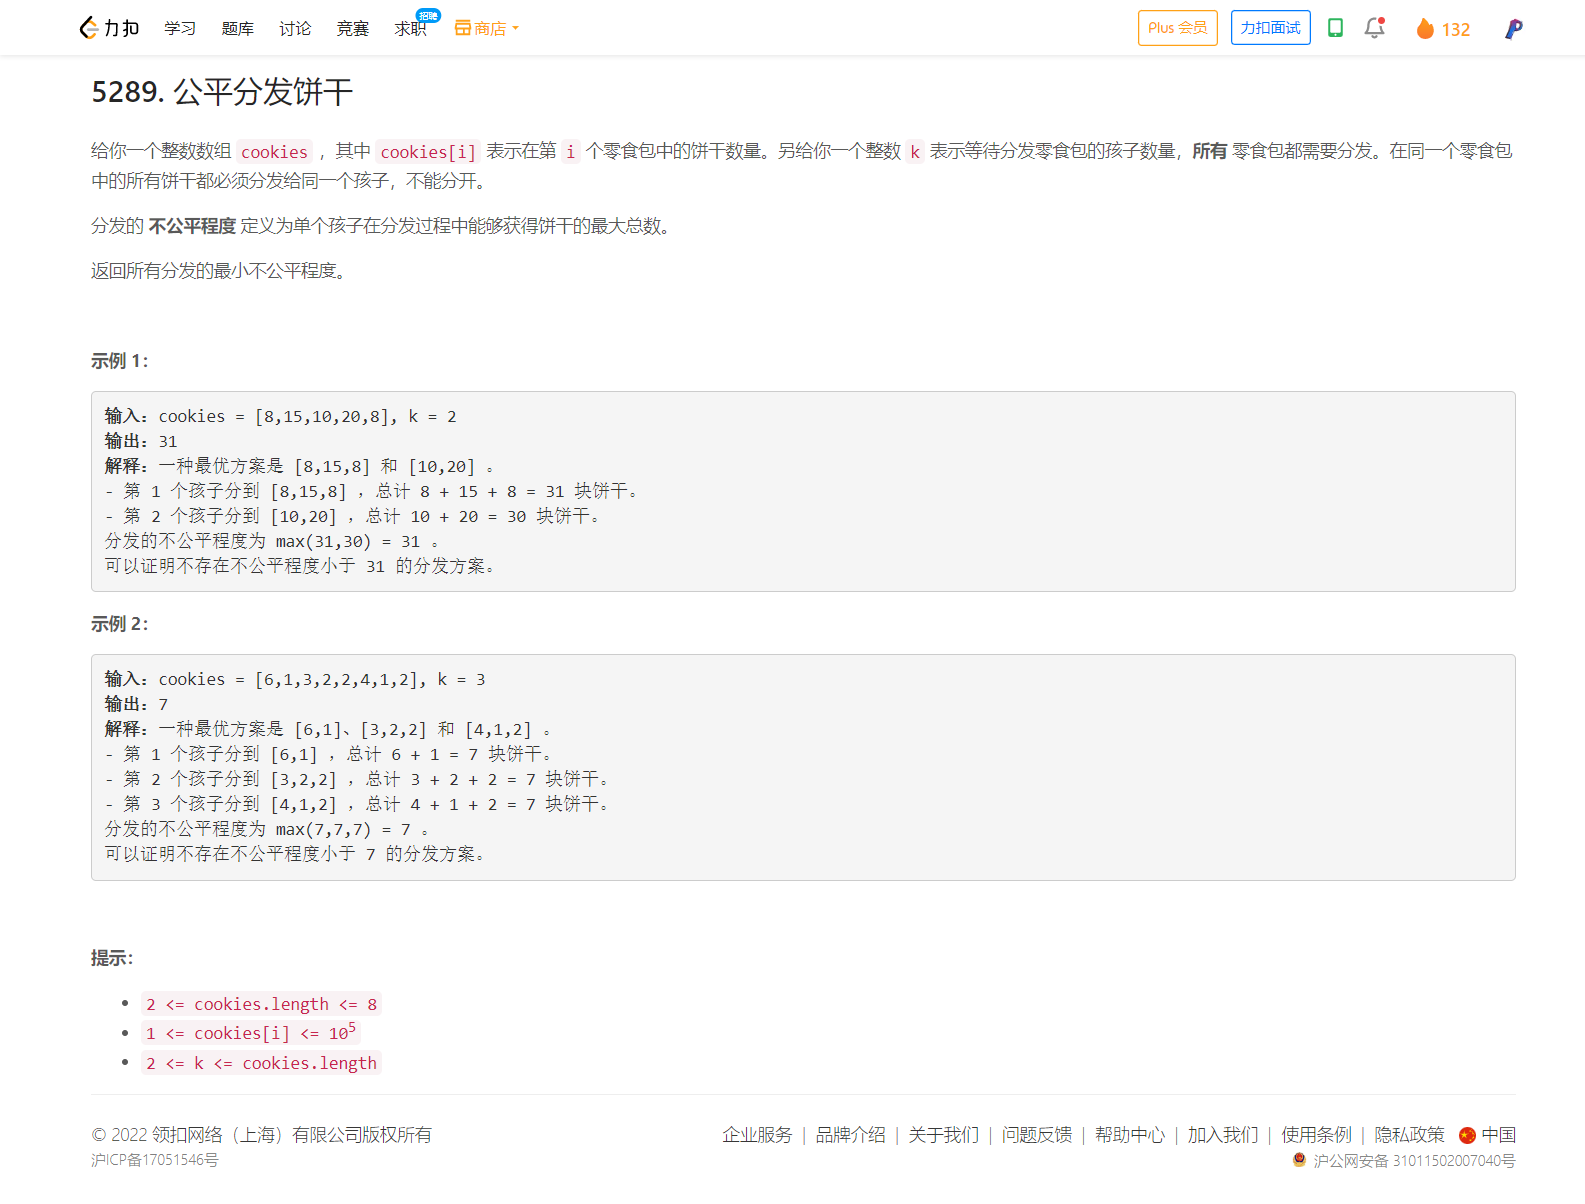 力扣 学习 题库 讨论 竞赛 求职 招聘 商店 Plus 会员 力扣面试 132
5289. 公平分发饼干
给你一个整数数组 cookies ，其中 cookies[i] 表示在第 i 个零食包中的饼干数量。另给你一个整数 k 表示等待分发零食包的孩子数量，所有 零食包都需要分发。在同一个零食包
中的所有饼干都必须分发给同一个孩子，不能分开。
分发的 不公平程度 定义为单个孩子在分发过程中能够获得饼干的最大总数。
返回所有分发的最小不公平程度。
示例 1：
输入：cookies = [8,15,10,20,8], k = 2
输出：31
解释：一种最优方案是 [8,15,8] 和 [10,20] 。
- 第 1 个孩子分到 [8,15,8] ，总计 8 + 15 + 8 = 31 块饼干。
- 第 2 个孩子分到 [10,20] ，总计 10 + 20 = 30 块饼干。
分发的不公平程度为 max(31,30) = 31 。
可以证明不存在不公平程度小于 31 的分发方案。
示例 2：
输入：cookies = [6,1,3,2,2,4,1,2], k = 3
输出：7
解释：一种最优方案是 [6,1]、[3,2,2] 和 [4,1,2] 。
- 第 1 个孩子分到 [6,1] ，总计 6 + 1 = 7 块饼干。
- 第 2 个孩子分到 [3,2,2] ，总计 3 + 2 + 2 = 7 块饼干。
- 第 3 个孩子分到 [4,1,2] ，总计 4 + 1 + 2 = 7 块饼干。
分发的不公平程度为 max(7,7,7) = 7 。
可以证明不存在不公平程度小于 7 的分发方案。
提示：
• 2 <= cookies.length <= 8
• 1 <= cookies[i] <= 10⁵
• 2 <= k <= cookies.length
© 2022 领扣网络（上海）有限公司版权所有 企业服务 | 品牌介绍 | 关于我们 | 问题反馈 | 帮助中心 | 加入我们 | 使用条例 | 隐私政策 中国
沪ICP备17051546号 沪公网安备 31011502007040号